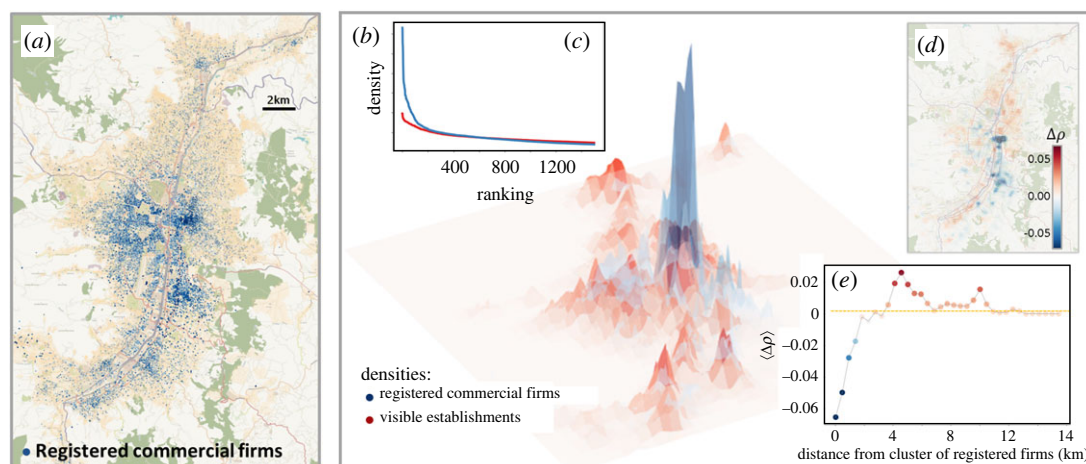 (a)
2km
Registered commercial firms
(b)
(c)
density
400 800 1200
ranking
densities:
registered commercial firms
visible establishments
(d)
Δρ
0.05
0.00
-0.05
(e)
0.02
0
–0.02
–0.04
–0.06
⟨Δρ⟩
0 4 8 12 14
distance from cluster of registered firms (km)